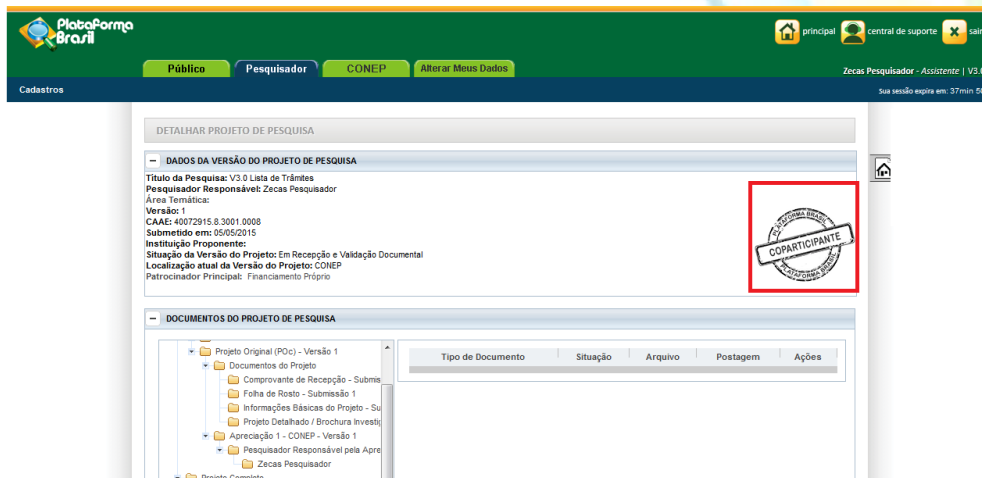 Plataforma
Brasil
principal
central de suporte
sair
Público
Pesquisador
CONEP
Alterar Meus Dados
Zecas Pesquisador - Assistente | V3.0
Cadastros
Sua sessão expira em: 37min 50
DETALHAR PROJETO DE PESQUISA
DADOS DA VERSÃO DO PROJETO DE PESQUISA
Título da Pesquisa: V3.0 Lista de Trâmites
Pesquisador Responsável: Zecas Pesquisador
Área Temática:
Versão: 1
CAAE: 40072915.8.3001.0008
Submetido em: 05/05/2015
Instituição Proponente:
Situação da Versão do Projeto: Em Recepção e Validação Documental
Localização atual da Versão do Projeto: CONEP
Patrocinador Principal: Financiamento Próprio
PLATAFORMA BRASIL
COPARTICIPANTE
PLATAFORMA BRASIL
DOCUMENTOS DO PROJETO DE PESQUISA
Projeto Original (POc) - Versão 1
Documentos do Projeto
Comprovante de Recepção - Submis
Folha de Rosto - Submissão 1
Informações Básicas do Projeto - Su
Projeto Detalhado / Brochura Investig
Apreciação 1 - CONEP - Versão 1
Pesquisador Responsável pela Apre
Zecas Pesquisador
Projeto Completo
Tipo de Documento Situação Arquivo Postagem Ações